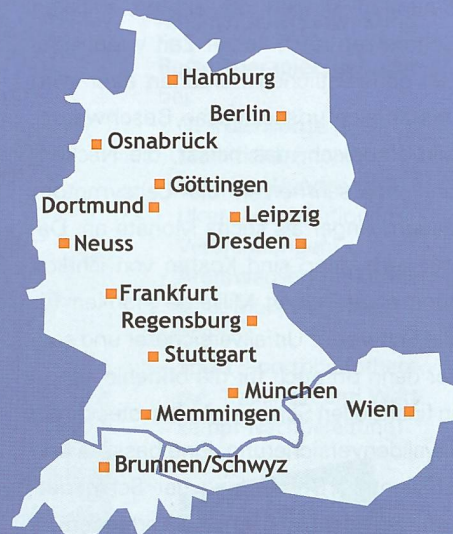 Hamburg
Berlin
Osnabrück
Göttingen
Dortmund
Leipzig
Neuss
Dresden
Frankfurt
Regensburg
Stuttgart
München
Memmingen
Wien
Brunnen/Schwyz